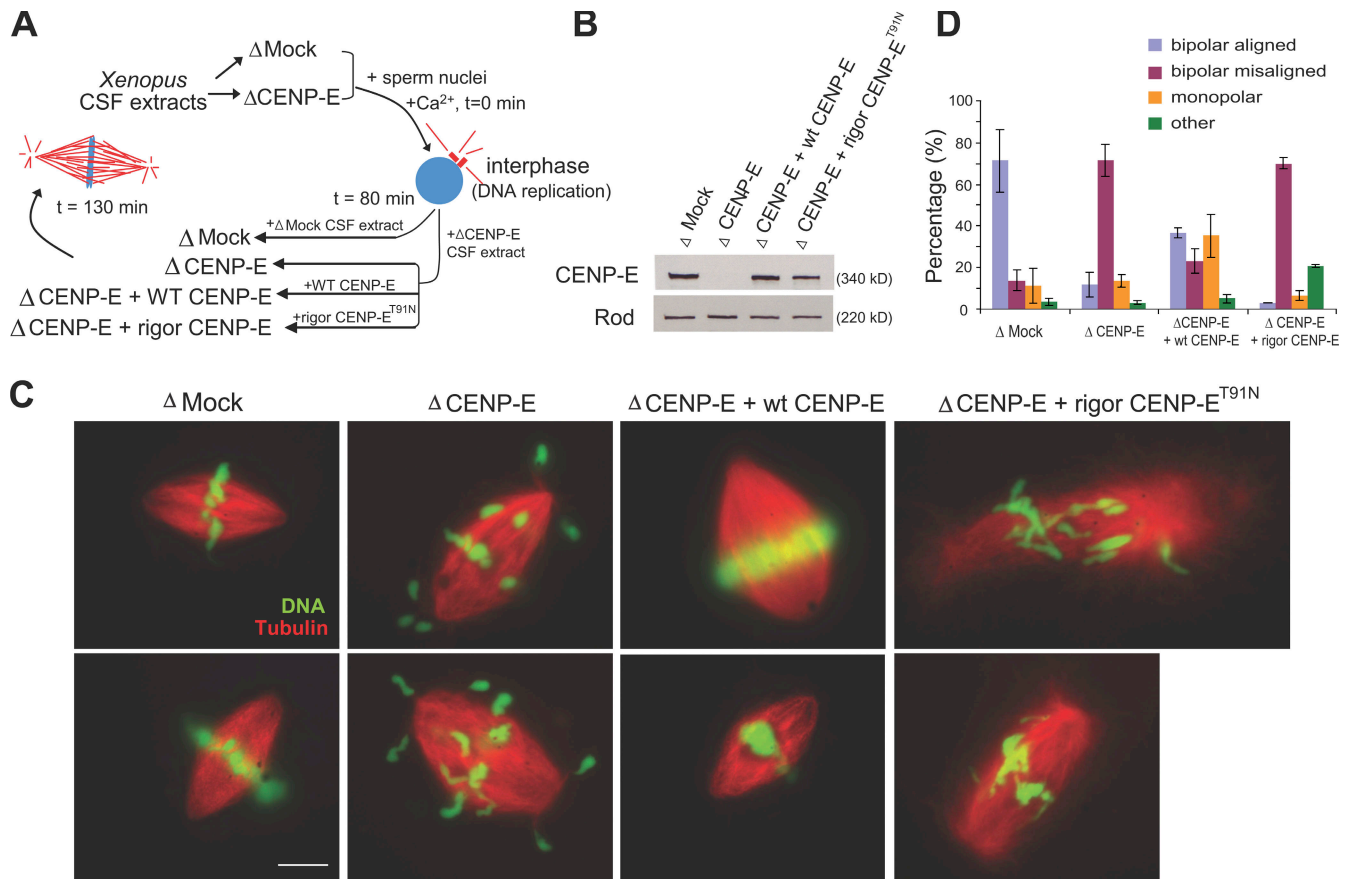 A
Xenopus
CSF extracts
ΔMock
ΔCENP-E
+ sperm nuclei
+Ca²⁺, t=0 min
interphase
(DNA replication)
t = 80 min
t = 130 min
+Δ Mock CSF extract
+ΔCENP-E
CSF extract
Δ Mock
Δ CENP-E
+WT CENP-E
Δ CENP-E + WT CENP-E
+rigor CENP-E^T91N
Δ CENP-E + rigor CENP-E
B
Δ Mock
Δ CENP-E
Δ CENP-E + wt CENP-E
Δ CENP-E + rigor CENP-E^T91N
CENP-E
(340 kD)
Rod
(220 kD)
D
bipolar aligned
bipolar misaligned
monopolar
other
Percentage (%)
100
80
60
40
20
0
Δ Mock
Δ CENP-E
ΔCENP-E
+ wt CENP-E
Δ CENP-E
+ rigor CENP-E
C
Δ Mock
Δ CENP-E
Δ CENP-E + wt CENP-E
Δ CENP-E + rigor CENP-E^T91N
DNA
Tubulin